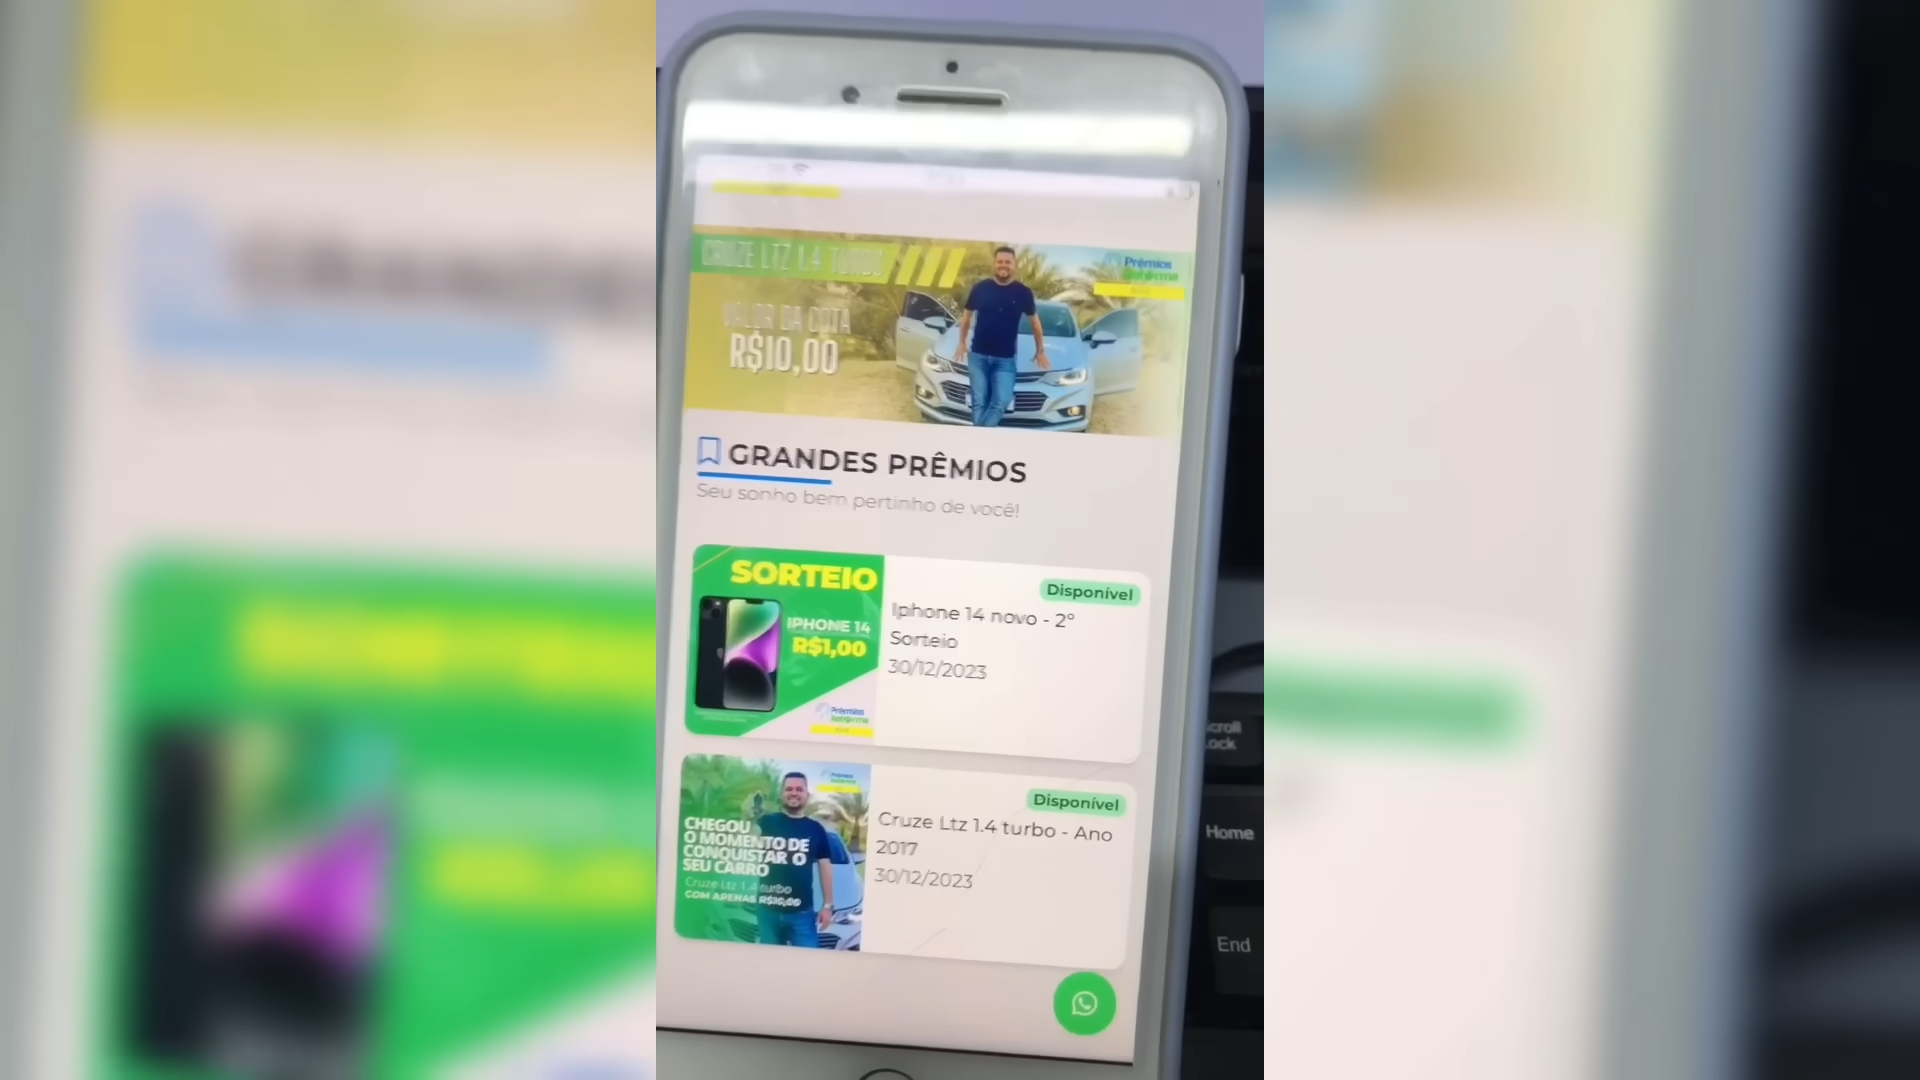 CRUZE LTZ 1.4 TURBO
Prêmios
VALOR DA COTA
R$10,00
GRANDES PRÊMIOS
Seu sonho bem pertinho de você!
SORTEIO
IPHONE 14
R$1,00
Prêmios
Disponível
Iphone 14 novo - 2º
Sorteio
30/12/2023
CHEGOU
O MOMENTO DE
CONQUISTAR O
SEU CARRO
Cruze Ltz 1.4 turbo
COM APENAS R$10,00
Prêmios
Disponível
Cruze Ltz 1.4 turbo - Ano
2017
30/12/2023
Scroll
Lock
Home
End